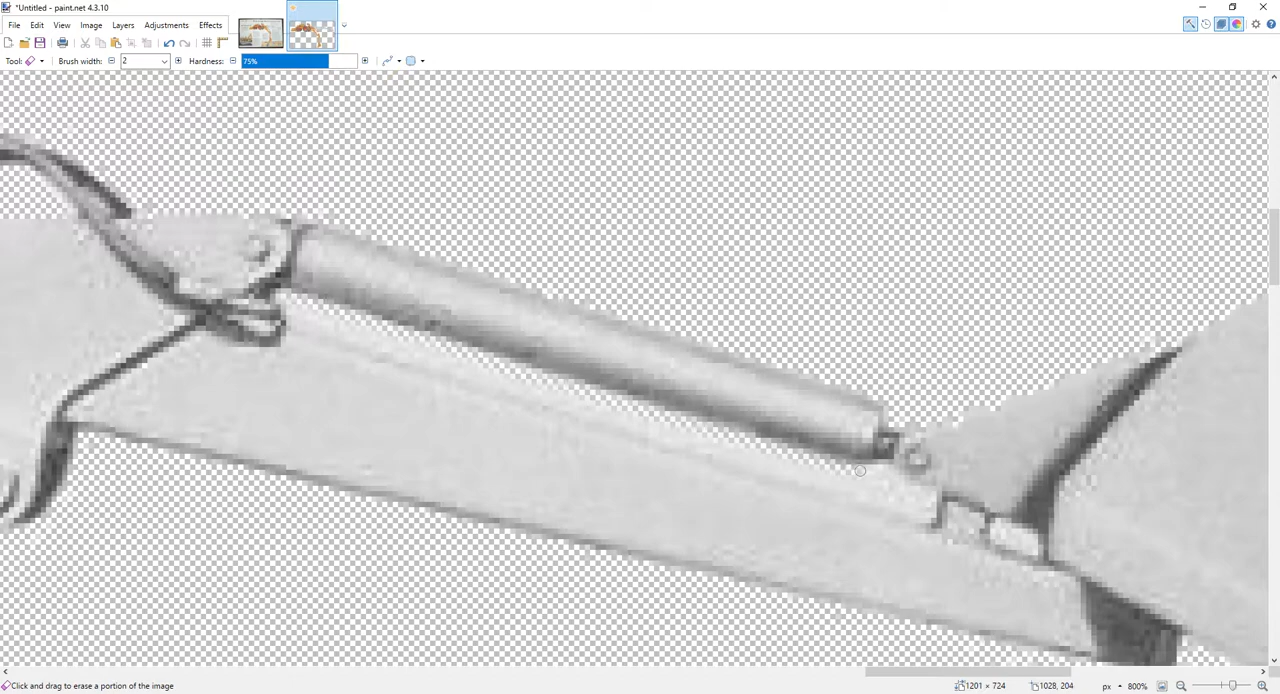 *Untitled - paint.net 4.3.10
File Edit View Image Layers Adjustments Effects
Tool: Brush width: 2 Hardness: 75%
Click and drag to erase a portion of the image 1201 × 724 1028, 204 px 800%